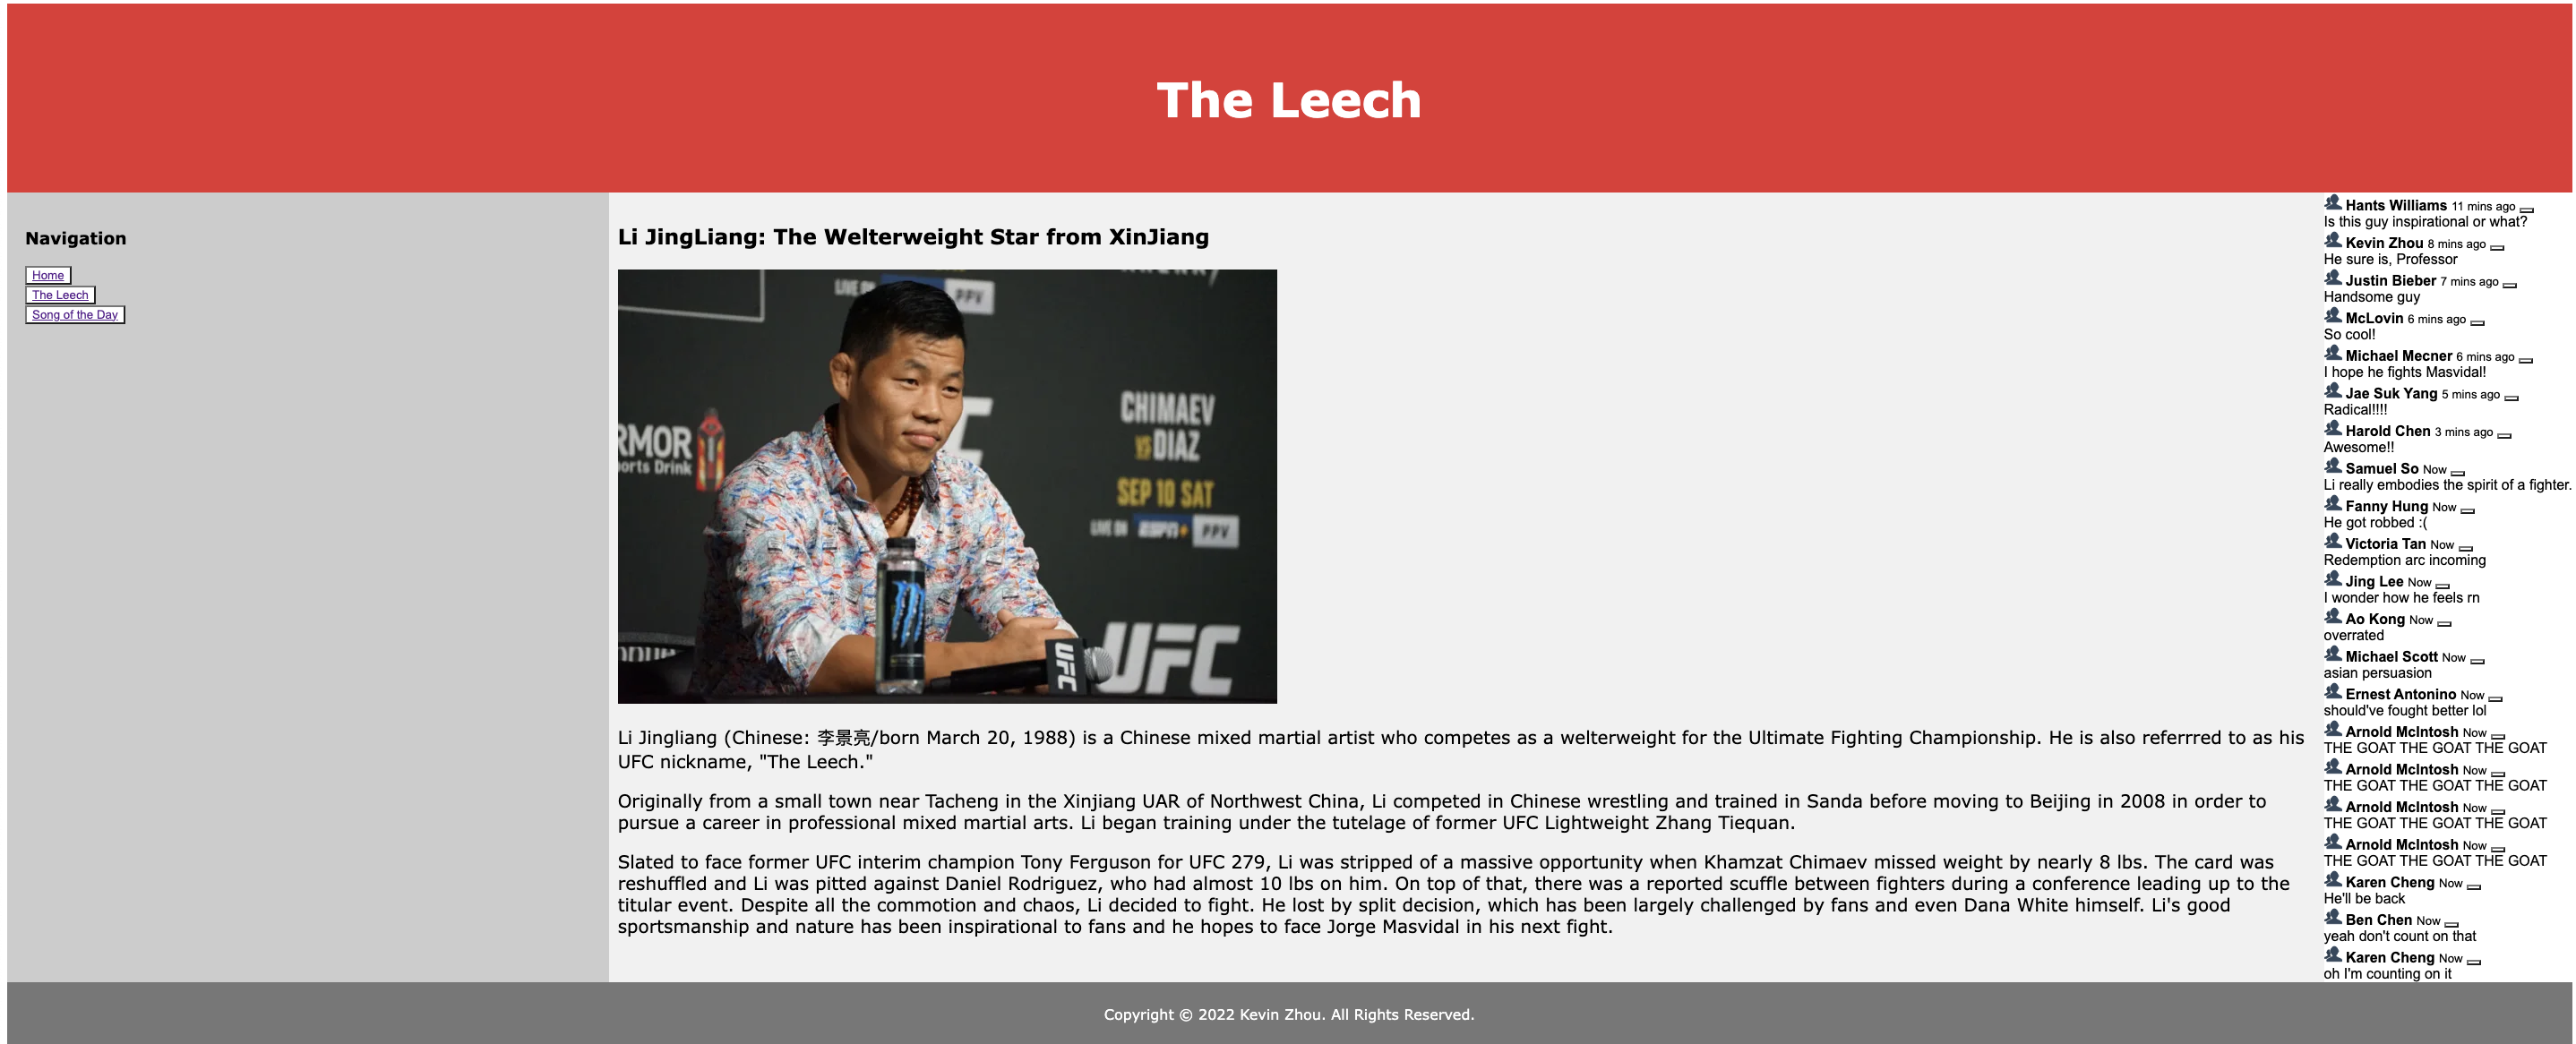 The Leech
Navigation
Home
The Leech
Song of the Day
Li JingLiang: The Welterweight Star from XinJiang
LIVE ON PPV
ARMOR
orts Drink
CHIMAEV
VS DIAZ
SEP 10 SAT
LIVE ON ESPN+ PPV
UFC
UFC
Li Jingliang (Chinese: 李景亮/born March 20, 1988) is a Chinese mixed martial artist who competes as a welterweight for the Ultimate Fighting Championship. He is also referrred to as his
UFC nickname, "The Leech."
Originally from a small town near Tacheng in the Xinjiang UAR of Northwest China, Li competed in Chinese wrestling and trained in Sanda before moving to Beijing in 2008 in order to
pursue a career in professional mixed martial arts. Li began training under the tutelage of former UFC Lightweight Zhang Tiequan.
Slated to face former UFC interim champion Tony Ferguson for UFC 279, Li was stripped of a massive opportunity when Khamzat Chimaev missed weight by nearly 8 lbs. The card was
reshuffled and Li was pitted against Daniel Rodriguez, who had almost 10 lbs on him. On top of that, there was a reported scuffle between fighters during a conference leading up to the
titular event. Despite all the commotion and chaos, Li decided to fight. He lost by split decision, which has been largely challenged by fans and even Dana White himself. Li's good
sportsmanship and nature has been inspirational to fans and he hopes to face Jorge Masvidal in his next fight.
Hants Williams 11 mins ago
Is this guy inspirational or what?
Kevin Zhou 8 mins ago
He sure is, Professor
Justin Bieber 7 mins ago
Handsome guy
McLovin 6 mins ago
So cool!
Michael Mecner 6 mins ago
I hope he fights Masvidal!
Jae Suk Yang 5 mins ago
Radical!!!!
Harold Chen 3 mins ago
Awesome!!
Samuel So Now
Li really embodies the spirit of a fighter.
Fanny Hung Now
He got robbed :(
Victoria Tan Now
Redemption arc incoming
Jing Lee Now
I wonder how he feels rn
Ao Kong Now
overrated
Michael Scott Now
asian persuasion
Ernest Antonino Now
should've fought better lol
Arnold McIntosh Now
THE GOAT THE GOAT THE GOAT
Arnold McIntosh Now
THE GOAT THE GOAT THE GOAT
Arnold McIntosh Now
THE GOAT THE GOAT THE GOAT
Arnold McIntosh Now
THE GOAT THE GOAT THE GOAT
Karen Cheng Now
He'll be back
Ben Chen Now
yeah don't count on that
Karen Cheng Now
oh I'm counting on it
Copyright © 2022 Kevin Zhou. All Rights Reserved.